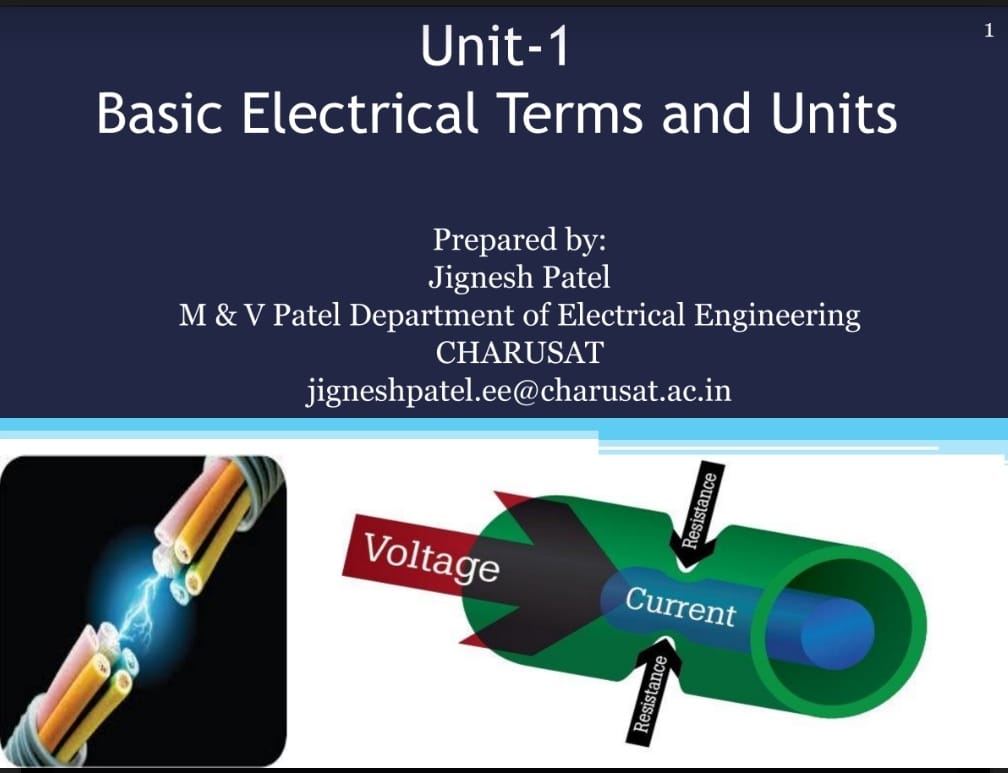 1
Unit-1
Basic Electrical Terms and Units
Prepared by:
Jignesh Patel
M & V Patel Department of Electrical Engineering
CHARUSAT
jigneshpatel.ee@charusat.ac.in
Resistance
Voltage
Current
Resistance